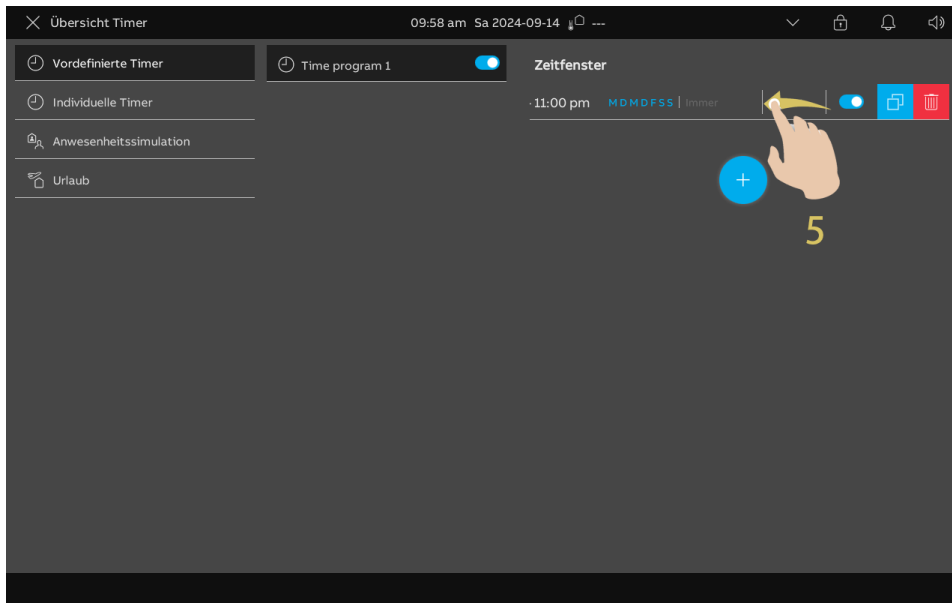 Übersicht Timer 09:58 am Sa 2024-09-14 ---
Vordefinierte Timer
Individuelle Timer
Anwesenheitssimulation
Urlaub
Time program 1
Zeitfenster
· 11:00 pm MDMDFSS | Immer
+
5